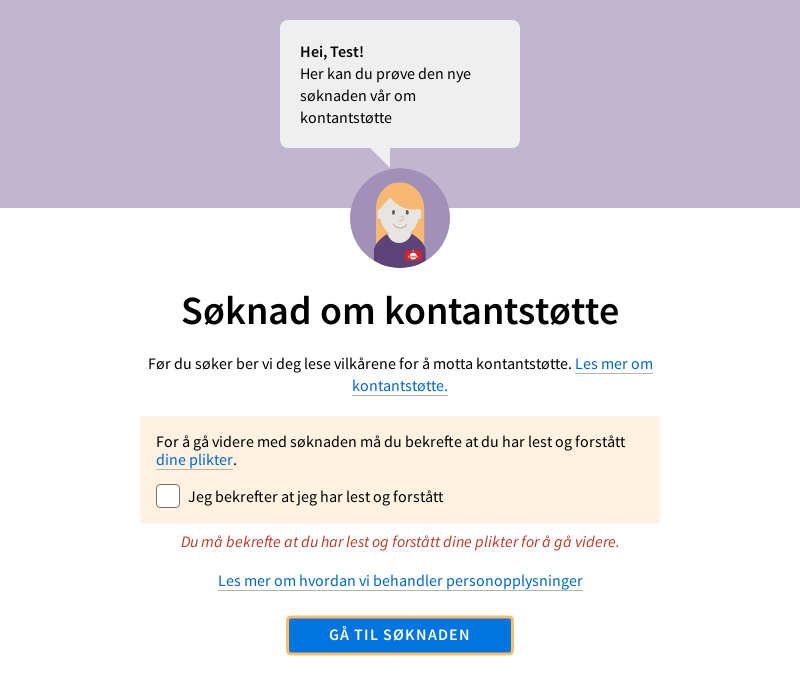 Hei, Test!
Her kan du prøve den nye
søknaden vår om
kontantstøtte
Søknad om kontantstøtte
Før du søker ber vi deg lese vilkårene for å motta kontantstøtte. Les mer om
kontantstøtte.
For å gå videre med søknaden må du bekrefte at du har lest og forstått
dine plikter.
Jeg bekrefter at jeg har lest og forstått
Du må bekrefte at du har lest og forstått dine plikter for å gå videre.
Les mer om hvordan vi behandler personopplysninger
GÅ TIL SØKNADEN